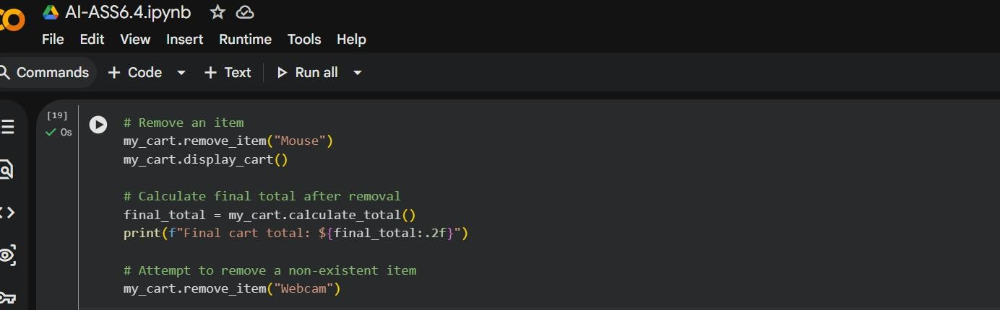 AI-ASS6.4.ipynb
File Edit View Insert Runtime Tools Help
Commands + Code + Text Run all
[19]
0s
# Remove an item
my_cart.remove_item("Mouse")
my_cart.display_cart()
# Calculate final total after removal
final_total = my_cart.calculate_total()
print(f"Final cart total: ${final_total:.2f}")
# Attempt to remove a non-existent item
my_cart.remove_item("Webcam")